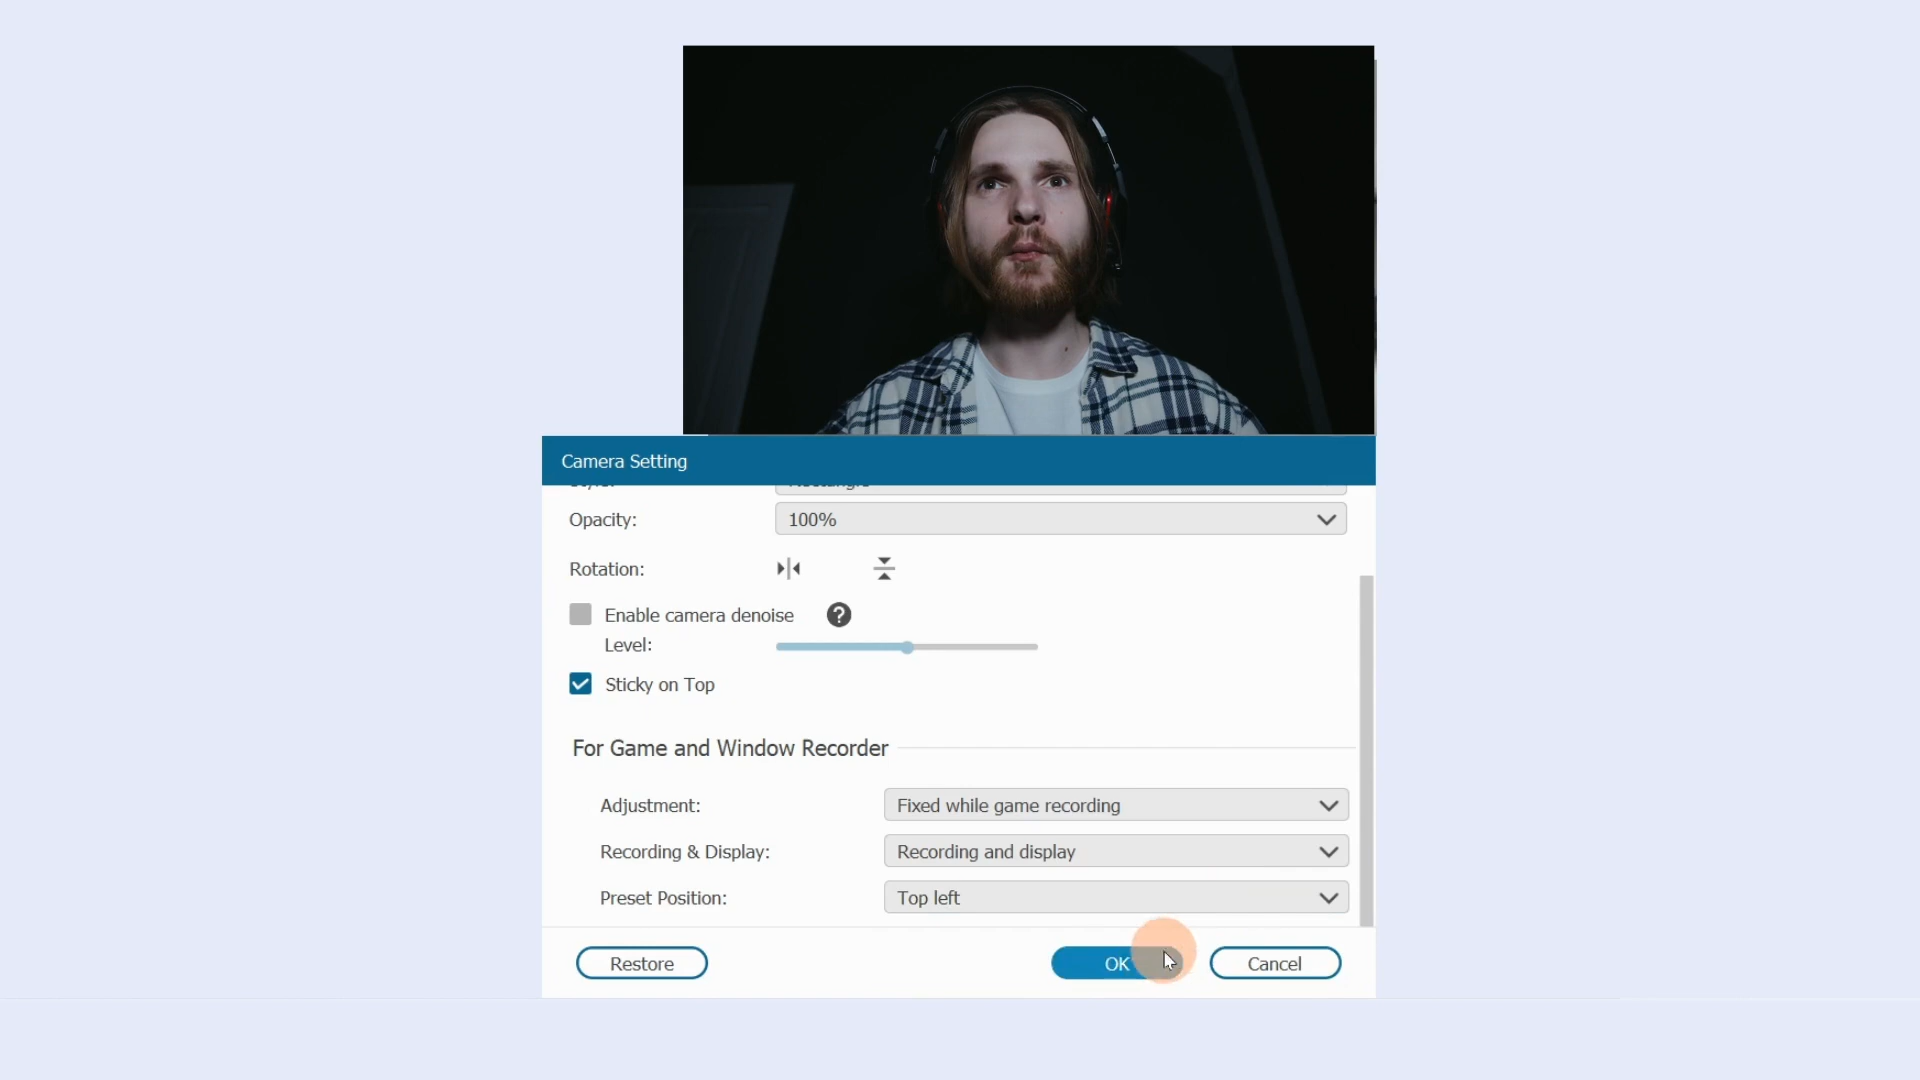 Camera Setting
Opacity:
100%
Rotation:
Enable camera denoise ?
Level:
Sticky on Top
For Game and Window Recorder
Adjustment:
Fixed while game recording
Recording & Display:
Recording and display
Preset Position:
Top left
Restore
OK
Cancel